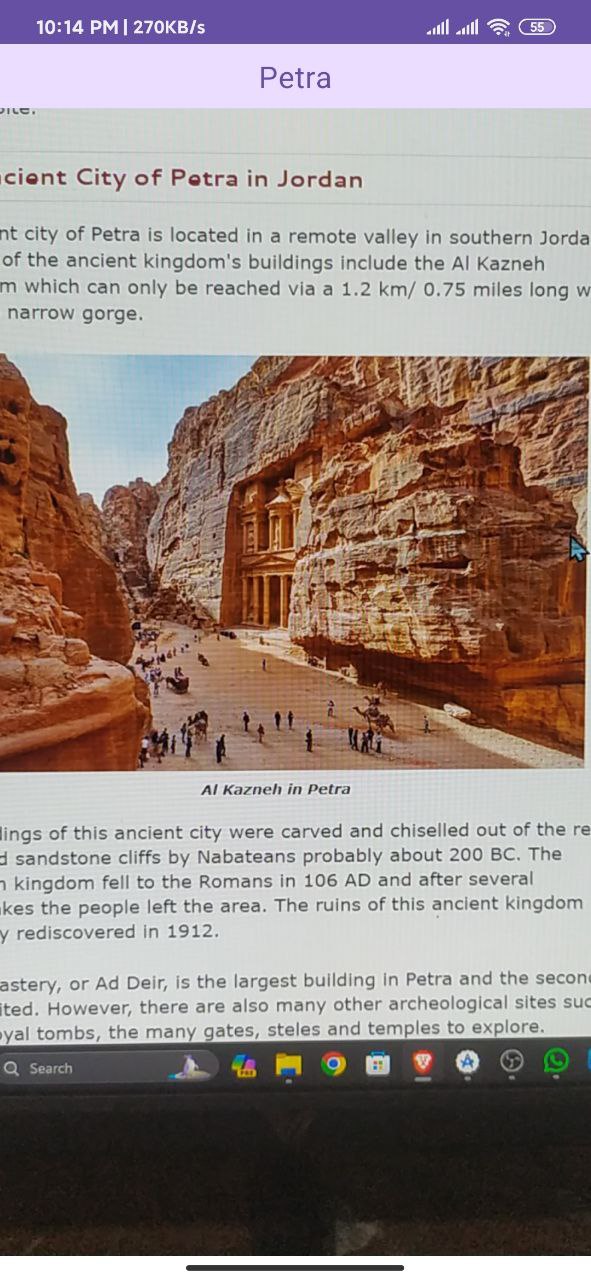 10:14 PM | 270KB/s
55
Petra
site.
cient City of Petra in Jordan
nt city of Petra is located in a remote valley in southern Jorda
of the ancient kingdom's buildings include the Al Kazneh
m which can only be reached via a 1.2 km/ 0.75 miles long w
narrow gorge.
Al Kazneh in Petra
dings of this ancient city were carved and chiselled out of the re
d sandstone cliffs by Nabateans probably about 200 BC. The
n kingdom fell to the Romans in 106 AD and after several
akes the people left the area. The ruins of this ancient kingdom
y rediscovered in 1912.
astery, or Ad Deir, is the largest building in Petra and the secon
ited. However, there are also many other archeological sites suc
oyal tombs, the many gates, steles and temples to explore.
Search
PRE